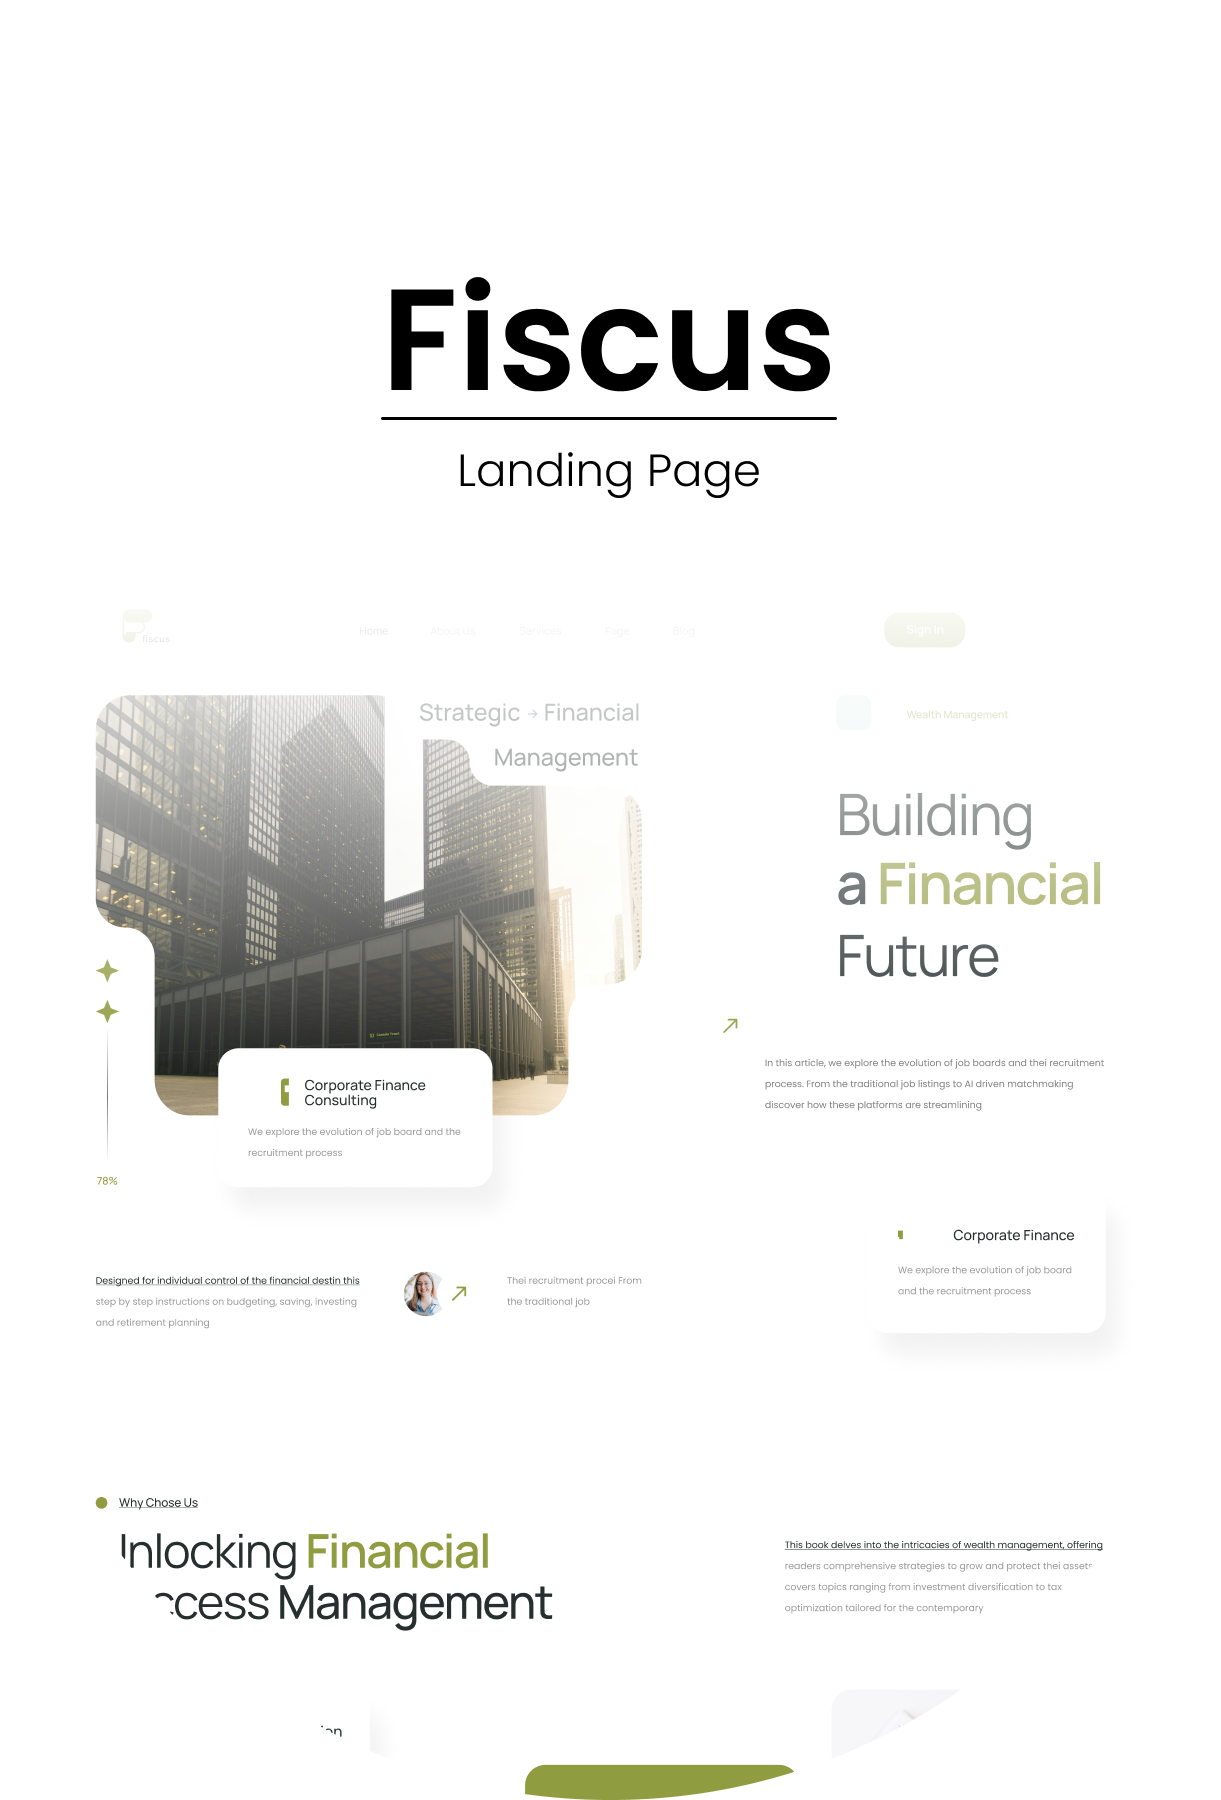 Fiscus
Landing Page
fiscus
Home About Us Services Page Blog
Sign In
Strategic → Financial
Management
Wealth Management
Building
a Financial
Future
In this article, we explore the evolution of job boards and thei recruitment
process. From the traditional job listings to AI driven matchmaking
discover how these platforms are streamlining
Corporate Finance
Consulting
We explore the evolution of job board and the
recruitment process
78%
Corporate Finance
We explore the evolution of job board
and the recruitment process
Designed for individual control of the financial destin this
step by step instructions on budgeting, saving, investing
and retirement planning
Thei recruitment procei From
the traditional job
Why Chose Us
nlocking Financial
cess Management
This book delves into the intricacies of wealth management, offering
readers comprehensive strategies to grow and protect thei assets
covers topics ranging from investment diversification to tax
optimization tailored for the contemporary